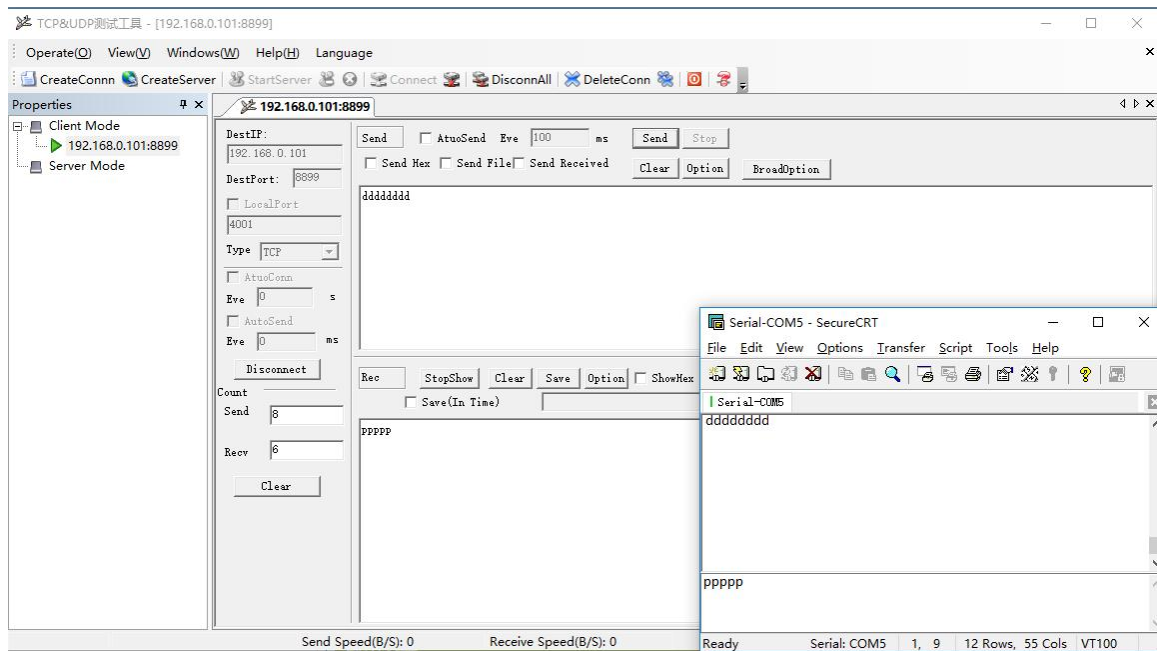 TCP&UDP测试工具 - [192.168.0.101:8899]
Operate(O) View(V) Windows(W) Help(H) Language
CreateConnn CreateServer StartServer Connect DisconnAll DeleteConn
Properties
Client Mode
192.168.0.101:8899
Server Mode
192.168.0.101:8899
DestIP:
192.168.0.101
DestPort: 8899
LocalPort
4001
Type TCP
AtuoConn
Eve 0 s
AutoSend
Eve 0 ms
Disconnect
Count
Send 8
Recv 6
Clear
Send AtuoSend Eve 100 ms Send Stop
Send Hex Send File Send Received Clear Option BroadOption
dddddddd
Rec StopShow Clear Save Option ShowHex
Save(In Time)
ppppp
Send Speed(B/S): 0 Receive Speed(B/S): 0
Serial-COM5 - SecureCRT
File Edit View Options Transfer Script Tools Help
Serial-COM5
dddddddd
ppppp
Ready Serial: COM5 1, 9 12 Rows, 55 Cols VT100